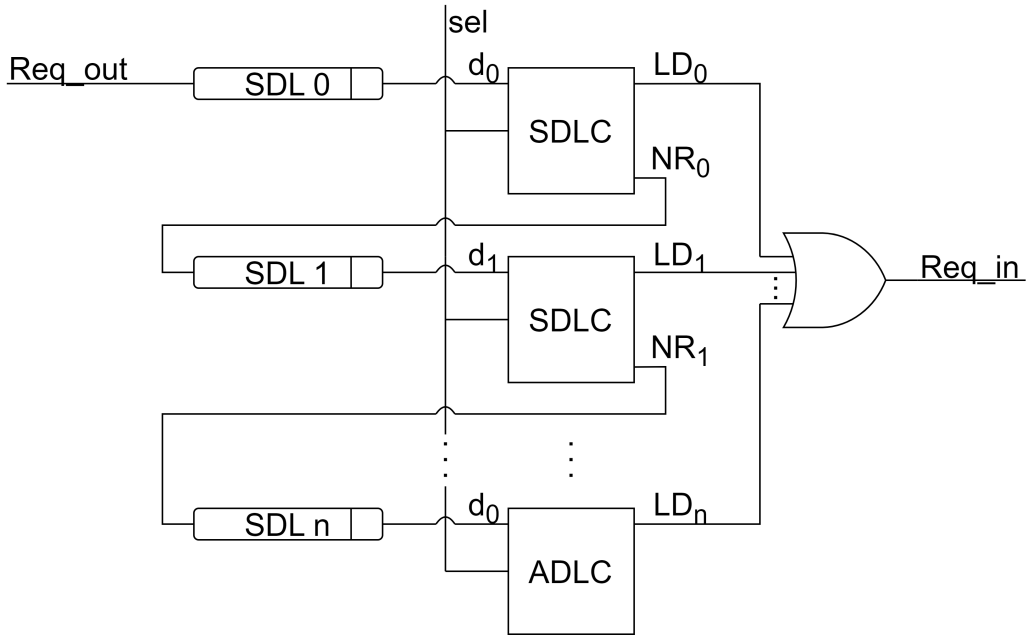 sel
Req_out
SDL 0
d0
LD0
SDLC
NR0
SDL 1
d1
LD1
Req_in
SDLC
NR1
SDL n
d0
LDn
ADLC